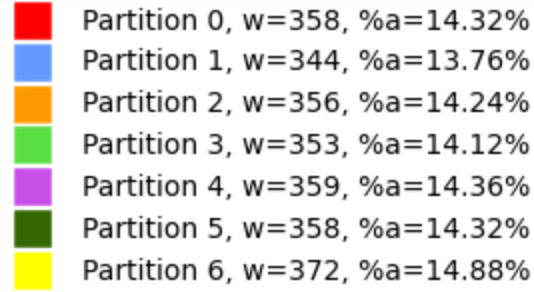 Partition 0, w=358, %a=14.32%
Partition 1, w=344, %a=13.76%
Partition 2, w=356, %a=14.24%
Partition 3, w=353, %a=14.12%
Partition 4, w=359, %a=14.36%
Partition 5, w=358, %a=14.32%
Partition 6, w=372, %a=14.88%